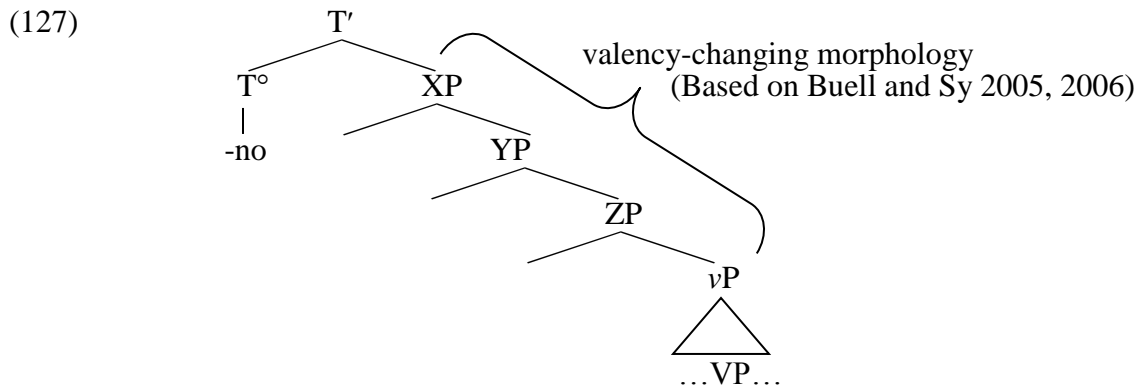 (127)
T′
valency-changing morphology
(Based on Buell and Sy 2005, 2006)
T° XP
-no
YP
ZP
vP
…VP…